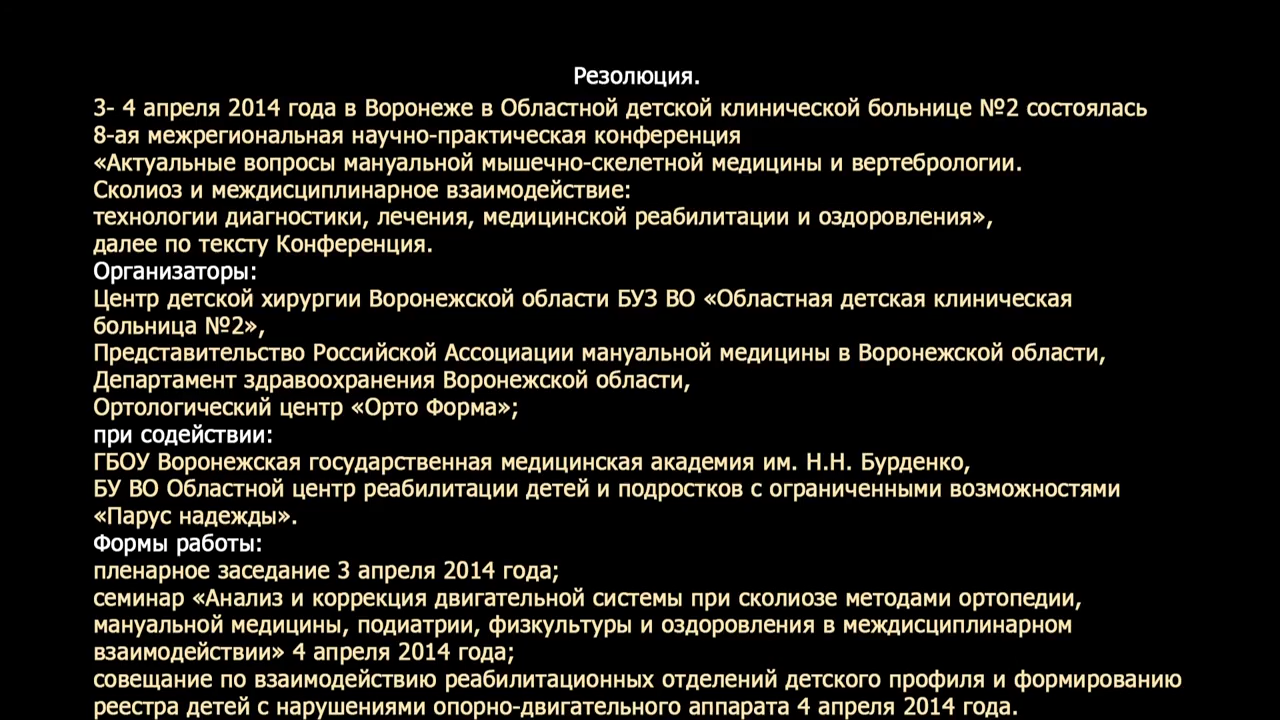 Резолюция.
3- 4 апреля 2014 года в Воронеже в Областной детской клинической больнице №2 состоялась
8-ая межрегиональная научно-практическая конференция
«Актуальные вопросы мануальной мышечно-скелетной медицины и вертебрологии.
Сколиоз и междисциплинарное взаимодействие:
технологии диагностики, лечения, медицинской реабилитации и оздоровления»,
далее по тексту Конференция.
Организаторы:
Центр детской хирургии Воронежской области БУЗ ВО «Областная детская клиническая
больница №2»,
Представительство Российской Ассоциации мануальной медицины в Воронежской области,
Департамент здравоохранения Воронежской области,
Ортологический центр «Орто Форма»;
при содействии:
ГБОУ Воронежская государственная медицинская академия им. Н.Н. Бурденко,
БУ ВО Областной центр реабилитации детей и подростков с ограниченными возможностями
«Парус надежды».
Формы работы:
пленарное заседание 3 апреля 2014 года;
семинар «Анализ и коррекция двигательной системы при сколиозе методами ортопедии,
мануальной медицины, подиатрии, физкультуры и оздоровления в междисциплинарном
взаимодействии» 4 апреля 2014 года;
совещание по взаимодействию реабилитационных отделений детского профиля и формированию
реестра детей с нарушениями опорно-двигательного аппарата 4 апреля 2014 года.